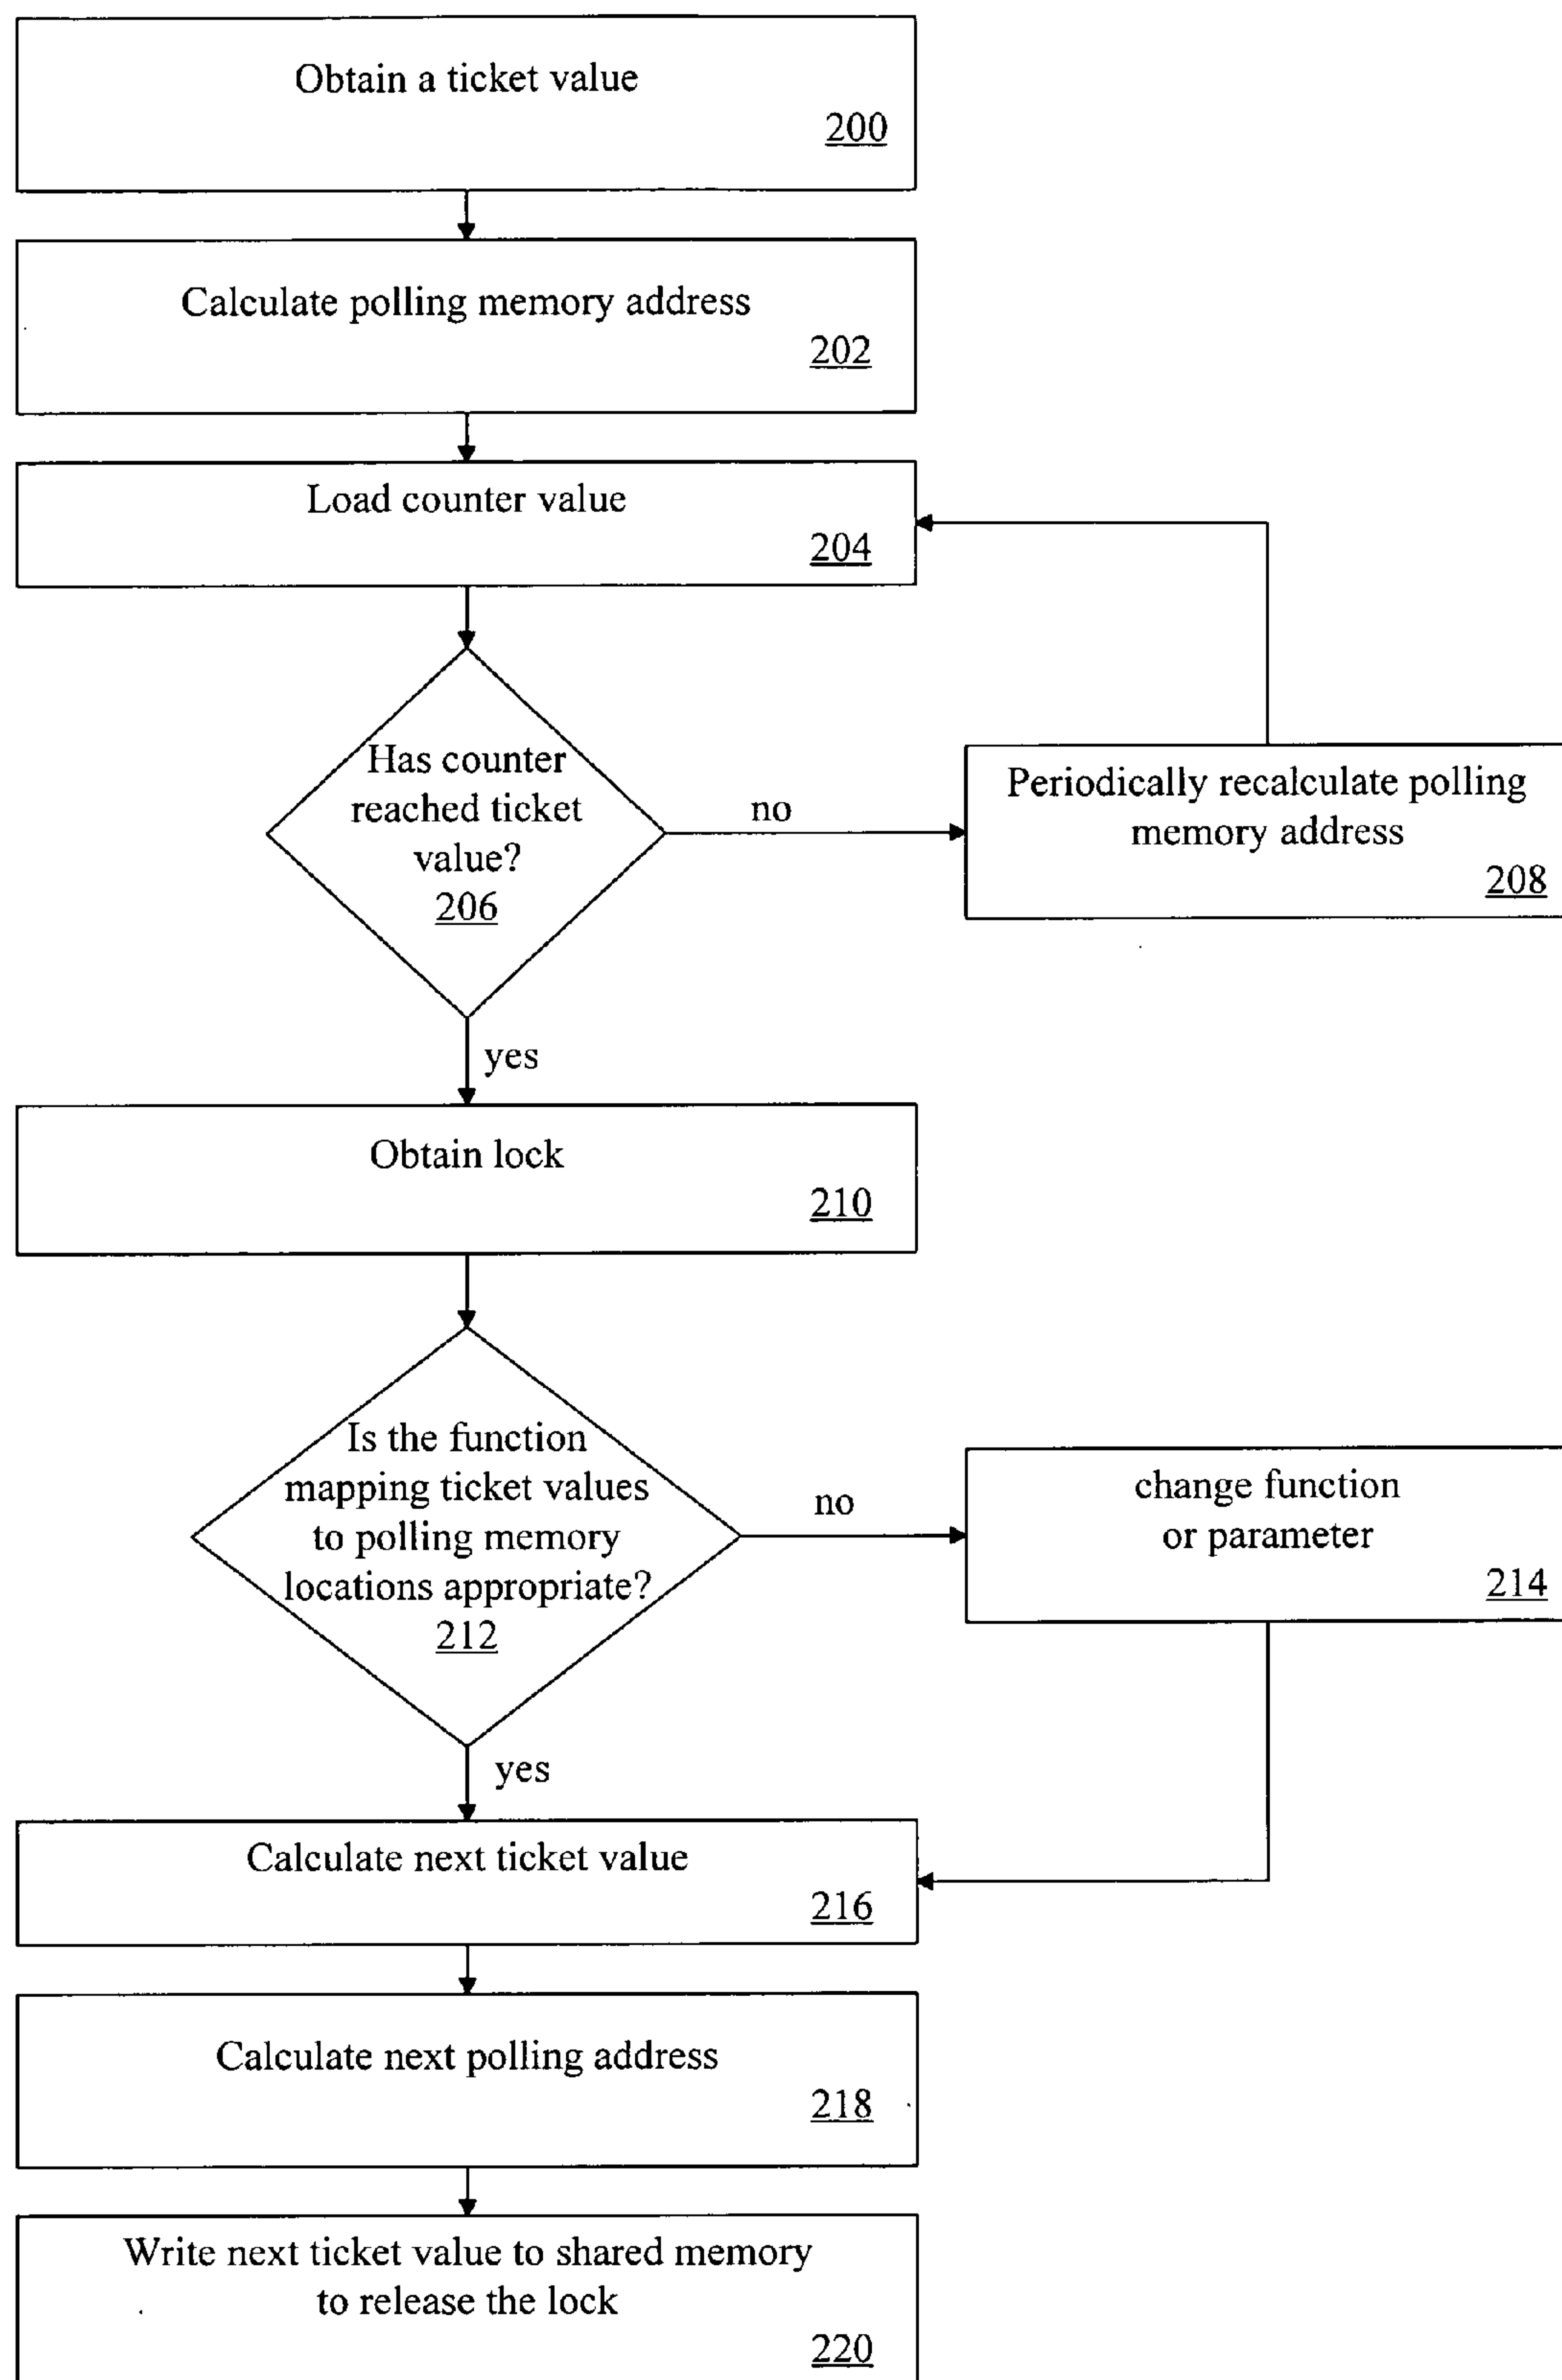 Obtain a ticket value
200
Calculate polling memory address
202
Load counter value
204
Has counter
reached ticket
value?
206
no
Periodically recalculate polling
memory address
208
yes
Obtain lock
210
Is the function
mapping ticket values
to polling memory
locations appropriate?
212
no
change function
or parameter
214
yes
Calculate next ticket value
216
Calculate next polling address
218
Write next ticket value to shared memory
to release the lock
220